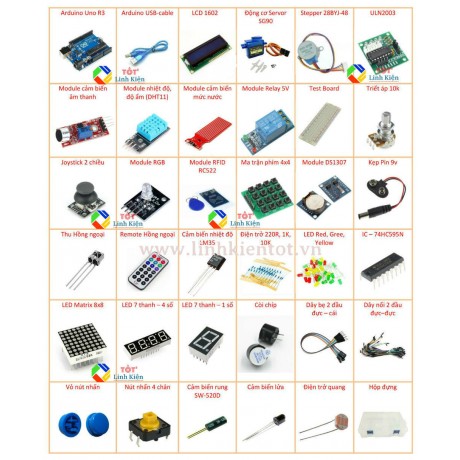 Arduino Uno R3
Arduino USB-cable
LCD 1602
Động cơ Servor
SG90
Stepper 28BYJ-48
ULN2003
TỐT
Linh Kiện
Module cảm biến
âm thanh
Module nhiệt độ,
độ ẩm (DHT11)
Module cảm biến
mức nước
Module Relay 5V
Test Board
Triết áp 10k
Joystick 2 chiều
Module RGB
Module RFID
RC522
Ma trận phím 4x4
Module DS1307
Kẹp Pin 9v
TỐT
Linh Kiện
Thu Hồng ngoại
Remote Hồng ngoại
Cảm biến nhiệt độ
LM35
Điện trở 220R, 1K,
10K
LED Red, Gree,
Yellow
IC – 74HC595N
www.linhkientot.vn
LED Matrix 8x8
LED 7 thanh – 4 số
LED 7 thanh – 1 số
Còi chíp
Dây bẹ 2 đầu
đực – cái
Dây nối 2 đầu
đực–đực
TỐT
Linh Kiện
Vỏ nút nhấn
Nút nhấn 4 chân
Cảm biến rung
SW-520D
Cảm biến lửa
Điện trở quang
Hộp đựng